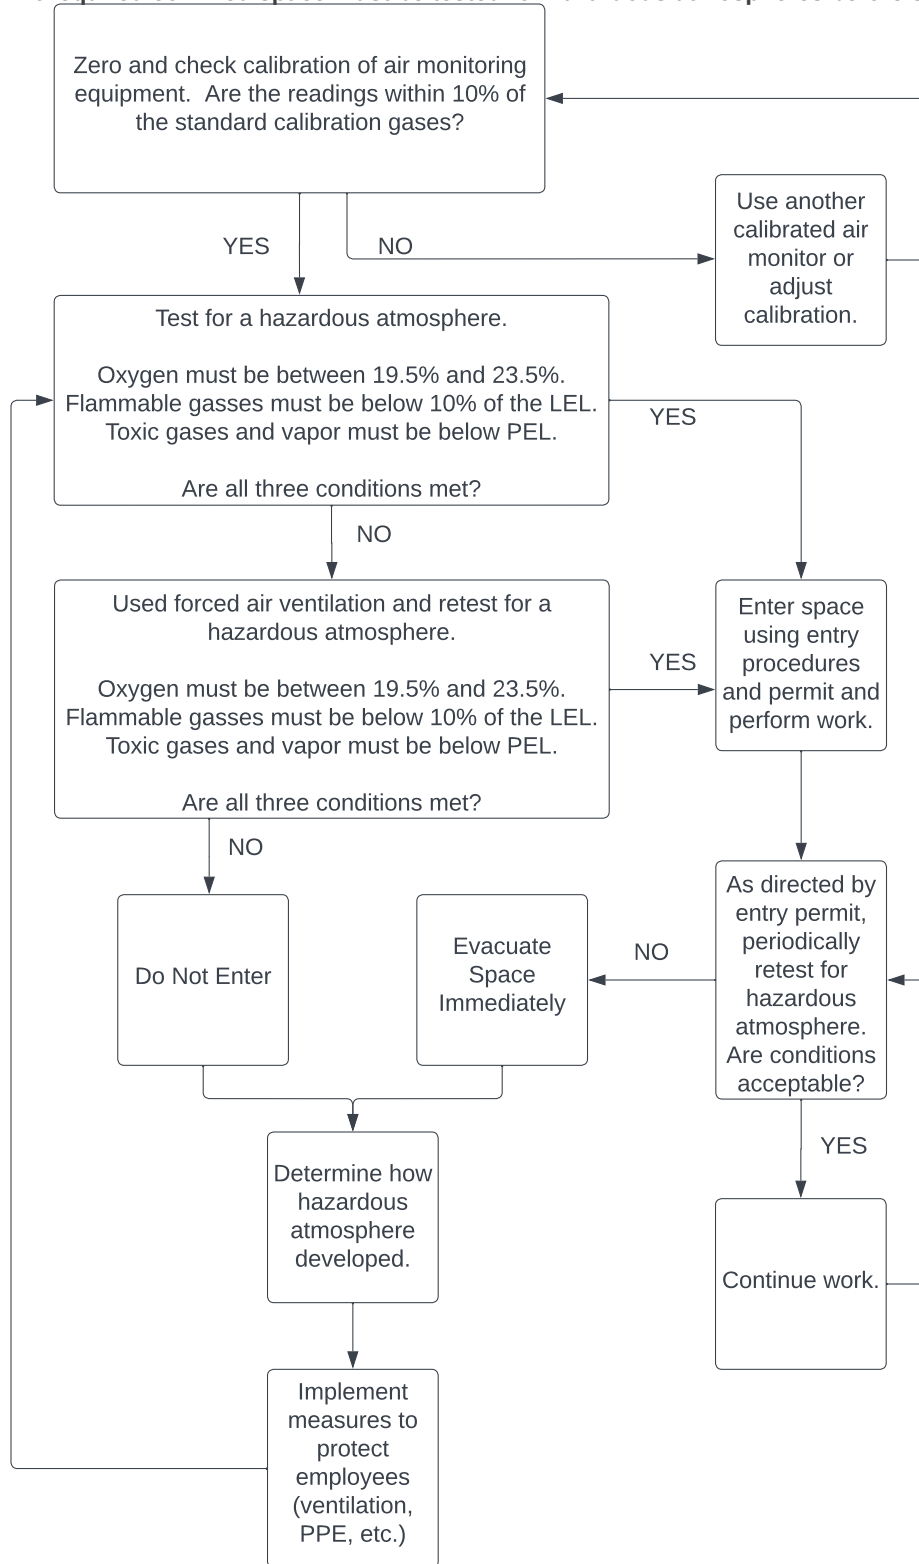 Zero and check calibration of air monitoring
equipment.  Are the readings within 10% of
the standard calibration gases?
YES
NO
Use another
calibrated air
monitor or
adjust
calibration.
Test for a hazardous atmosphere.
Oxygen must be between 19.5% and 23.5%.
Flammable gasses must be below 10% of the LEL.
Toxic gases and vapor must be below PEL.
Are all three conditions met?
YES
NO
Used forced air ventilation and retest for a
hazardous atmosphere.
Oxygen must be between 19.5% and 23.5%.
Flammable gasses must be below 10% of the LEL.
Toxic gases and vapor must be below PEL.
Are all three conditions met?
YES
Enter space
using entry
procedures
and permit and
perform work.
NO
Do Not Enter
Evacuate
Space
Immediately
NO
As directed by
entry permit,
periodically
retest for
hazardous
atmosphere.
Are conditions
acceptable?
YES
Determine how
hazardous
atmosphere
developed.
Continue work.
Implement
measures to
protect
employees
(ventilation,
PPE, etc.)